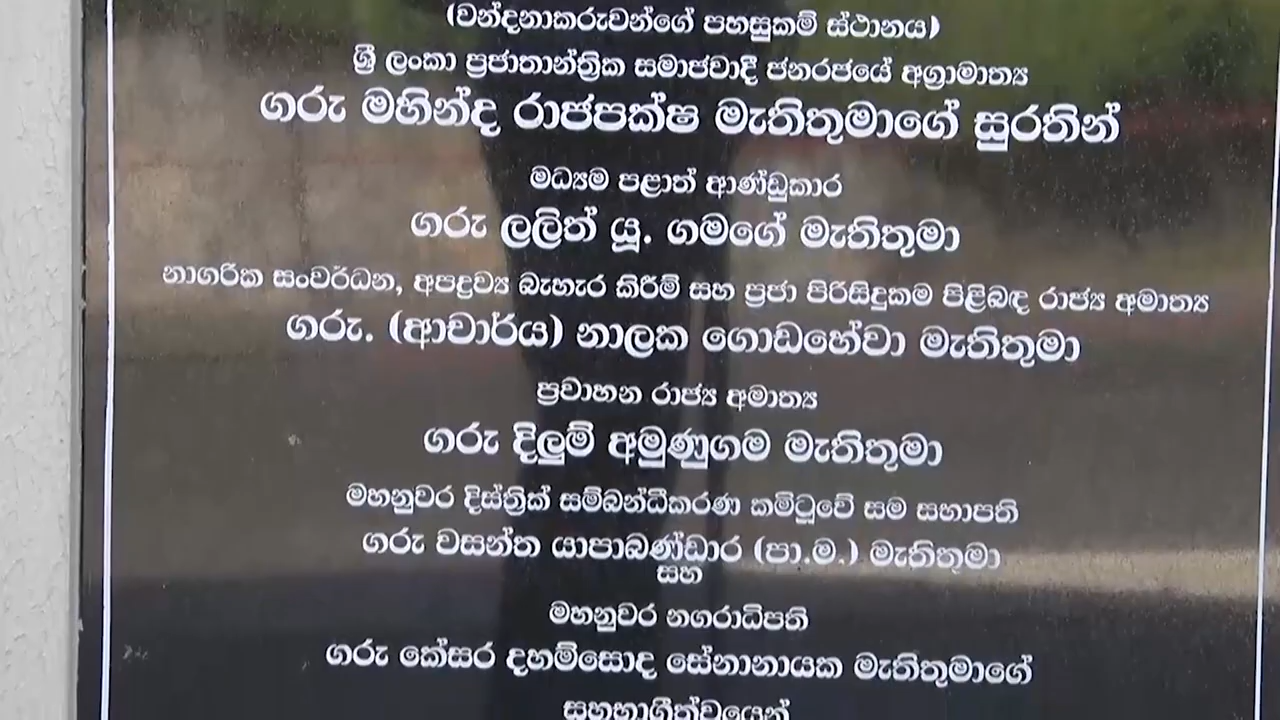 (වන්දනාකරුවන්ගේ පහසුකම් ස්ථානය)
ශ්‍රී ලංකා ප්‍රජාතාන්ත්‍රික සමාජවාදී ජනරජයේ අග්‍රාමාත්‍ය
ගරු මහින්ද රාජපක්ෂ මැතිතුමාගේ සුරතින්
මධ්‍යම පළාත් ආණ්ඩුකාර
ගරු ලලිත් යූ. ගමගේ මැතිතුමා
නාගරික සංවර්ධන, අපද්‍රව්‍ය බැහැර කිරීම් සහ ප්‍රජා පිරිසිදුකම පිළිබඳ රාජ්‍ය අමාත්‍ය
ගරු. (ආචාර්ය) නාලක ගොඩහේවා මැතිතුමා
ප්‍රවාහන රාජ්‍ය අමාත්‍ය
ගරු දිලුම් අමුණුගම මැතිතුමා
මහනුවර දිස්ත්‍රික් සම්බන්ධීකරණ කමිටුවේ සම සභාපති
ගරු වසන්ත යාපාබණ්ඩාර (පා.ම.) මැතිතුමා
සහ
මහනුවර නගරාධිපති
ගරු කේසර දහම්සොද සේනානායක මැතිතුමාගේ
සහභාගීත්වයෙන්